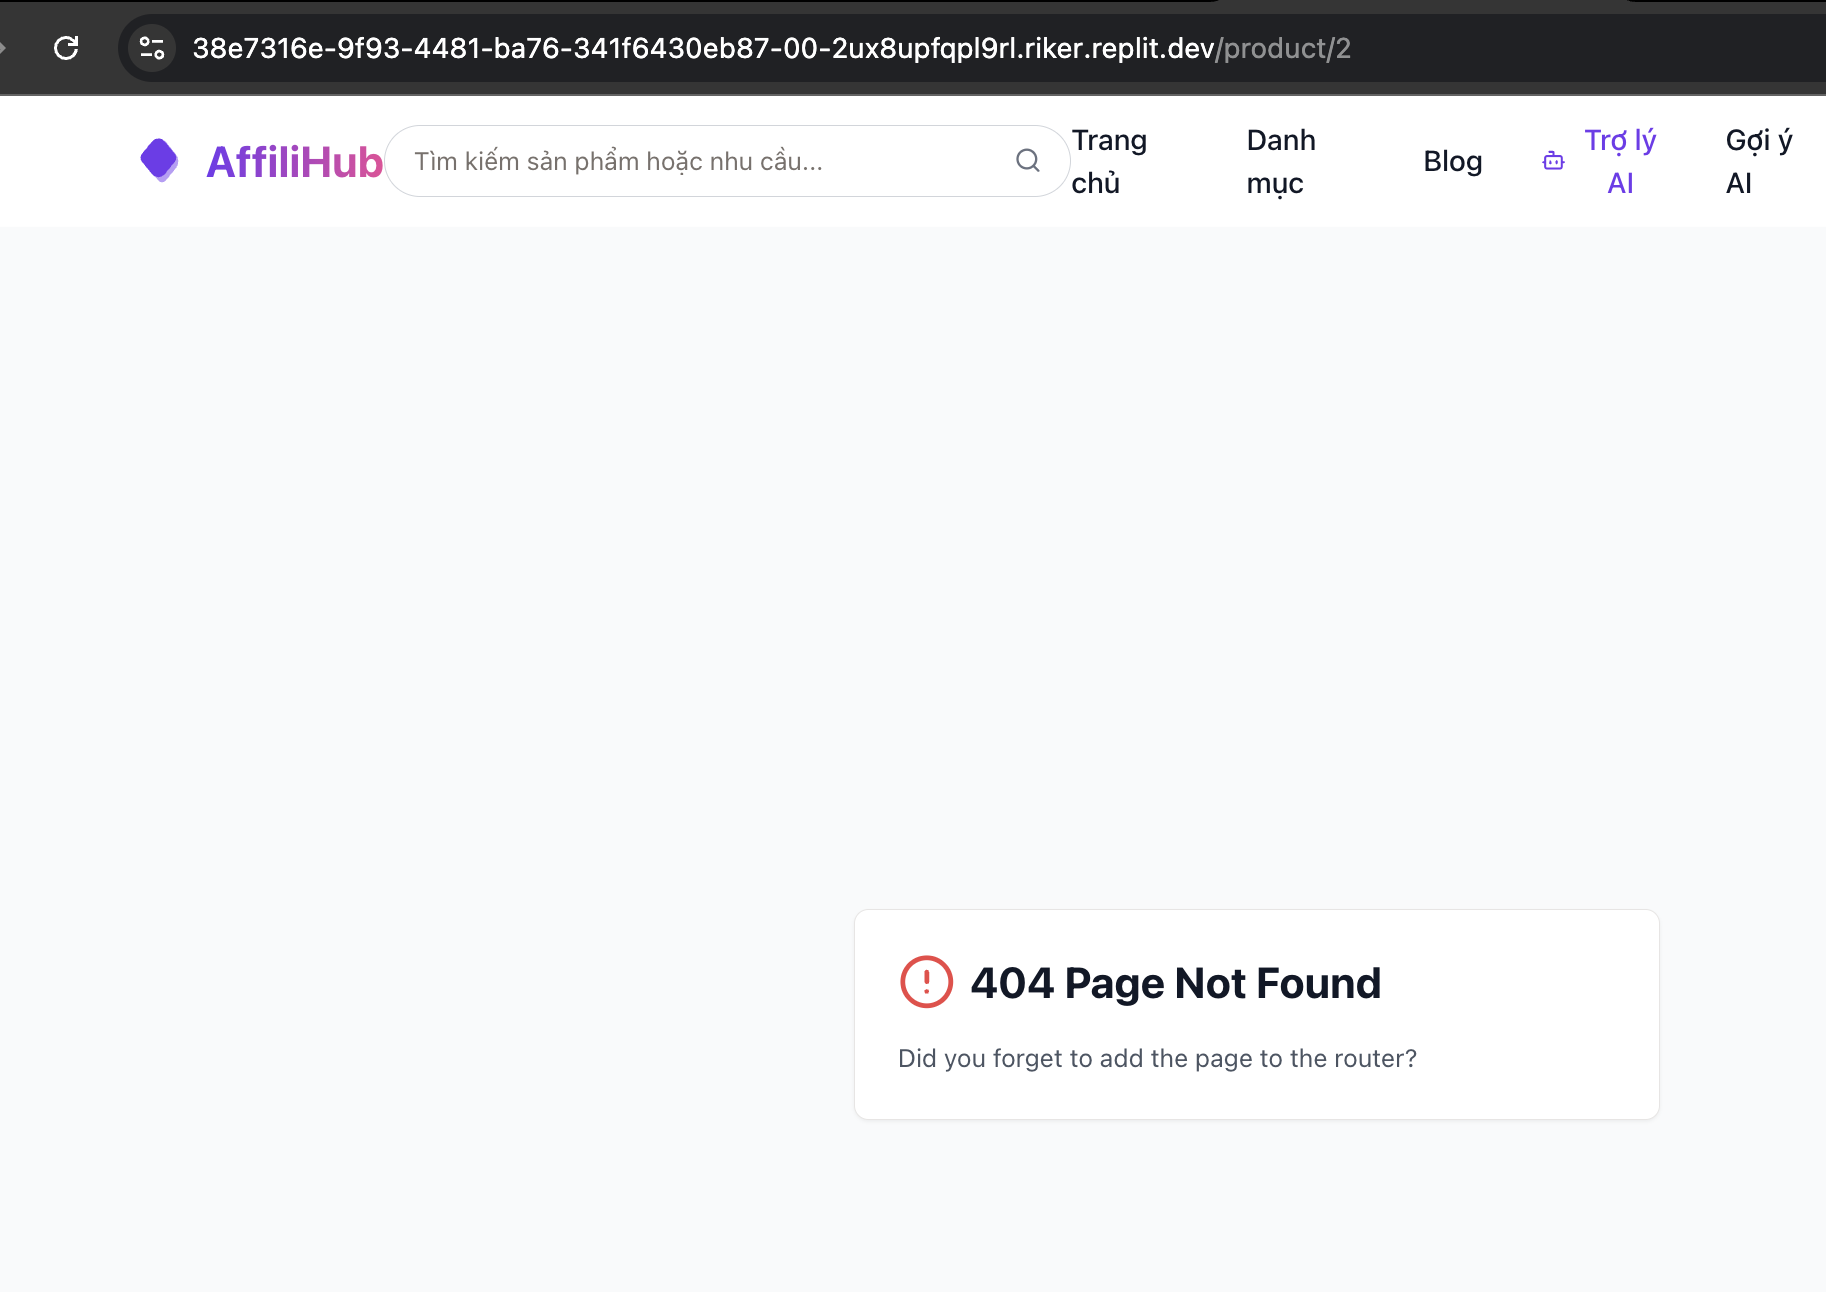 38e7316e-9f93-4481-ba76-341f6430eb87-00-2ux8upfqpl9rl.riker.replit.dev/product/2
AffiliHub
Tìm kiếm sản phẩm hoặc nhu cầu...
Trang
chủ
Danh
mục
Blog
Trợ lý
AI
Gợi ý
AI
404 Page Not Found
Did you forget to add the page to the router?